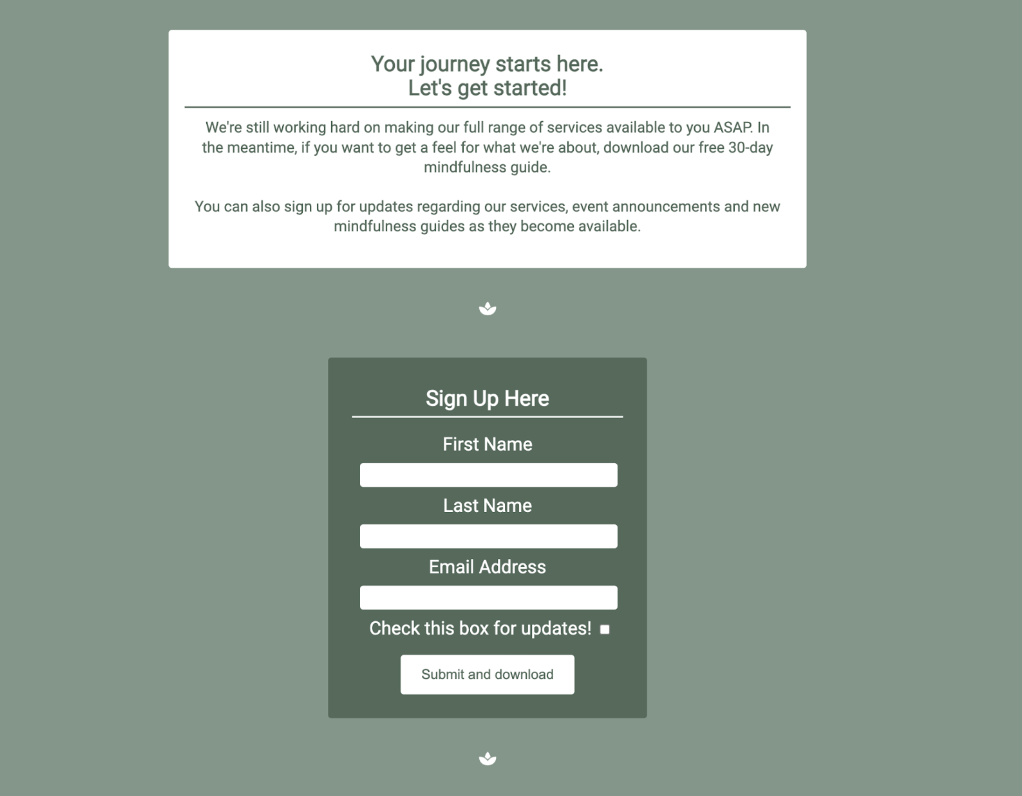 Your journey starts here.
Let's get started!
We're still working hard on making our full range of services available to you ASAP. In
the meantime, if you want to get a feel for what we're about, download our free 30-day
mindfulness guide.
You can also sign up for updates regarding our services, event announcements and new
mindfulness guides as they become available.
Sign Up Here
First Name
Last Name
Email Address
Check this box for updates!
Submit and download